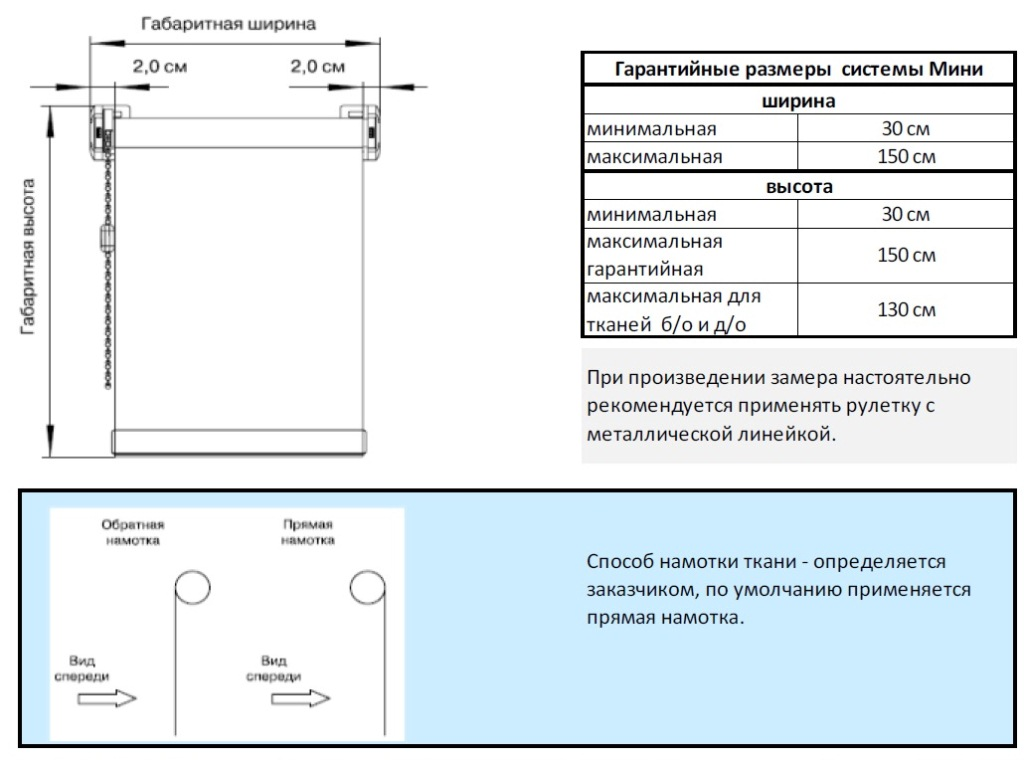 Габаритная ширина
2,0 см 2,0 см
Габаритная высота
Гарантийные размеры системы Мини
ширина
минимальная 30 см
максимальная 150 см
высота
минимальная 30 см
максимальная
гарантийная 150 см
максимальная для
тканей б/о и д/о 130 см
При произведении замера настоятельно
рекомендуется применять рулетку с
металлической линейкой.
Обратная
намотка
Прямая
намотка
Вид
спереди
Вид
спереди
Способ намотки ткани - определяется
заказчиком, по умолчанию применяется
прямая намотка.